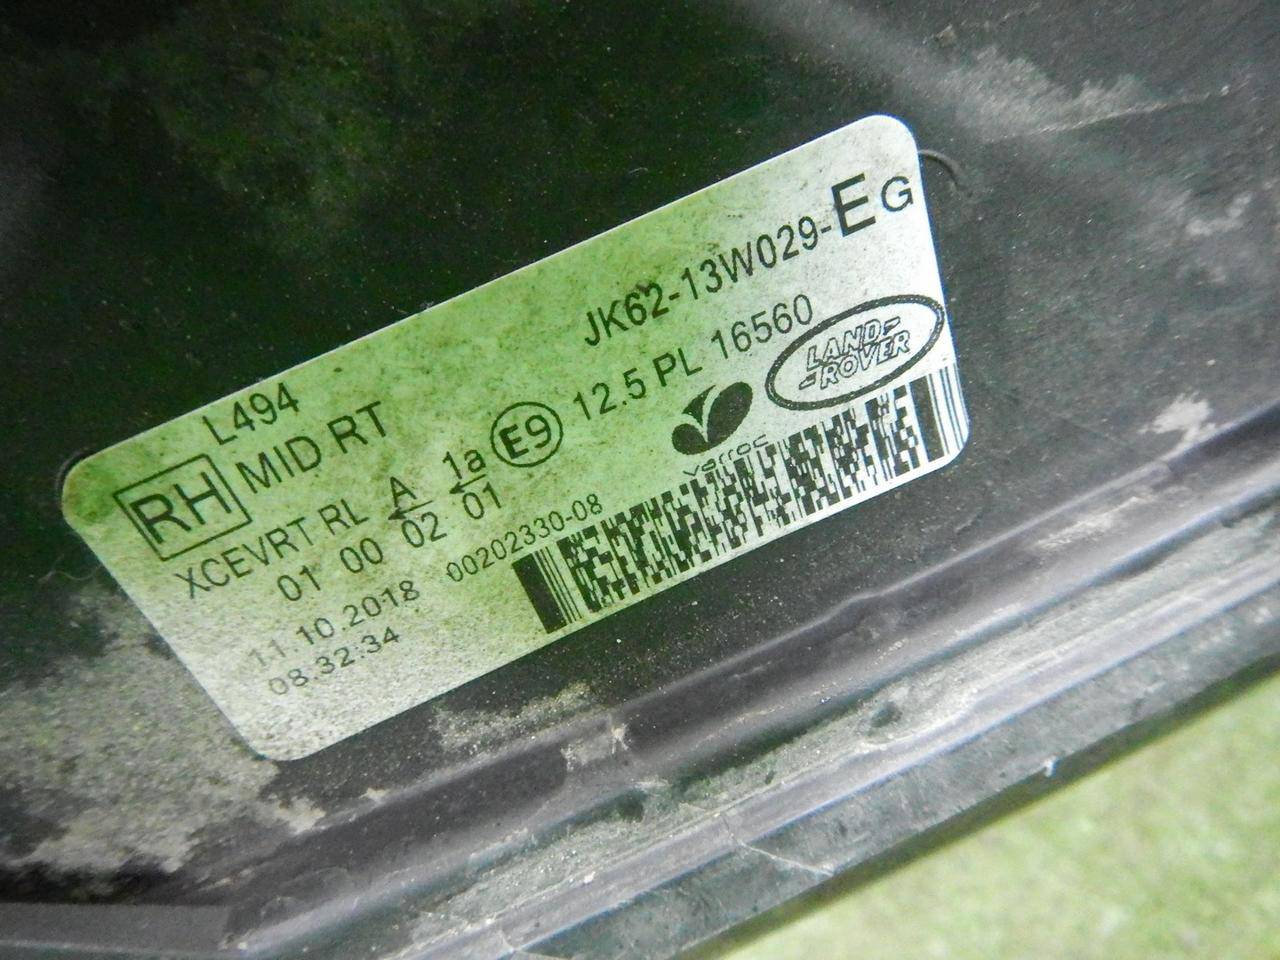 JK62-13W029-EG
L494
RH MID RT
12.5 PL 16560
LAND-
-ROVER
XCEVRT RL A 1a E9
01 00 02 01
varroc
11.10.2018 00202330-08
08:32:34